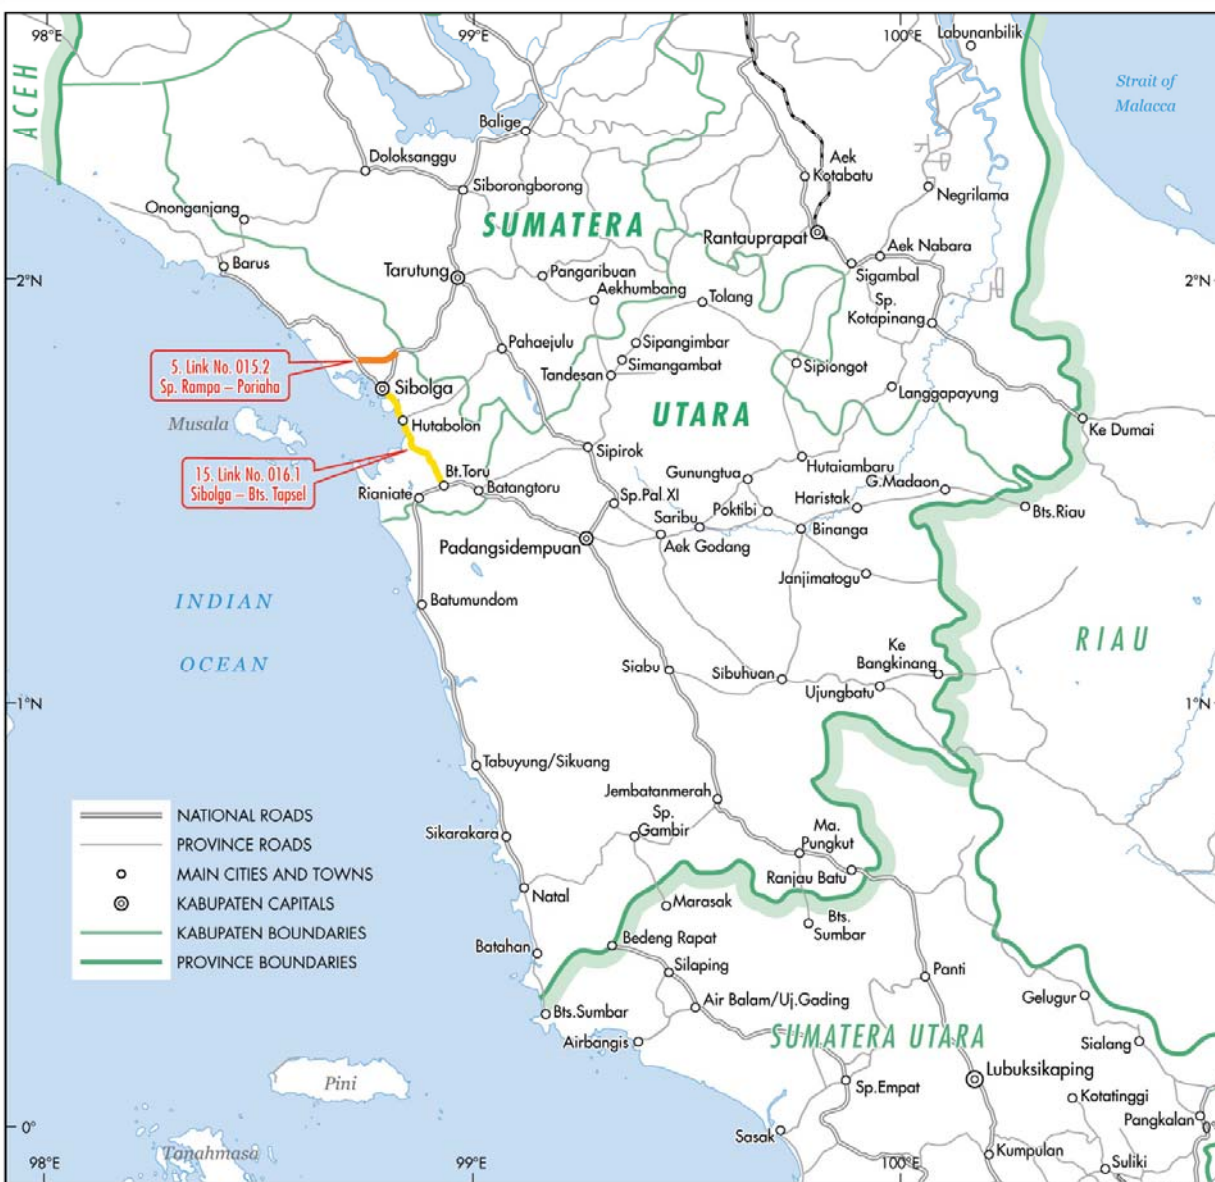 98°E
99°E
100°E
Labunanbilik
ACEH
Strait of
Malacca
Balige
Doloksanggu
Aek
Kotabatu
Siborongborong
Negrilama
Ononganjang
SUMATERA
Rantauprapat
Aek Nabara
Barus
Tarutung
Pangaribuan
Sigambal
2°N
2°N
Aekhumbang
Tolang
Sp.
Kotapinang
Pahaejulu
Sipangimbar
5. Link No. 015.2
Sp. Rampa – Poriaha
Simangambat
Sipiongot
Tandesan
Sibolga
Langgapayung
Musala
Hutabolon
UTARA
Ke Dumai
Sipirok
15. Link No. 016.1
Sibolga – Bts. Tapsel
Bt.Toru
Hutaiambaru
Gunungtua
G.Madaon
Rianiate
Batangtoru
Sp.Pal XI
Haristak
Saribu
Poktibi
Bts.Riau
Binanga
Padangsidempuan
Aek Godang
Janjimatogu
INDIAN
OCEAN
Batumundom
RIAU
Ke
Bangkinang
Siabu
Sibuhuan
Ujungbatu
1°N
1°N
Tabuyung/Sikuang
Jembatanmerah
Sp.
Gambir
NATIONAL ROADS
PROVINCE ROADS
MAIN CITIES AND TOWNS
KABUPATEN CAPITALS
KABUPATEN BOUNDARIES
PROVINCE BOUNDARIES
Sikarakara
Ma.
Pungkut
Ranjau Batu
Natal
Marasak
Bts.
Sumbar
Batahan
Bedeng Rapat
Silaping
Panti
Air Balam/Uj.Gading
Gelugur
Bts.Sumbar
Airbangis
SUMATERA UTARA
Sialang
Pini
Lubuksikaping
Sp.Empat
Kotatinggi
Pangkalan
0°
0°
Sasak
Tanahmasa
Kumpulan
Suliki
98°E
99°E
100°E